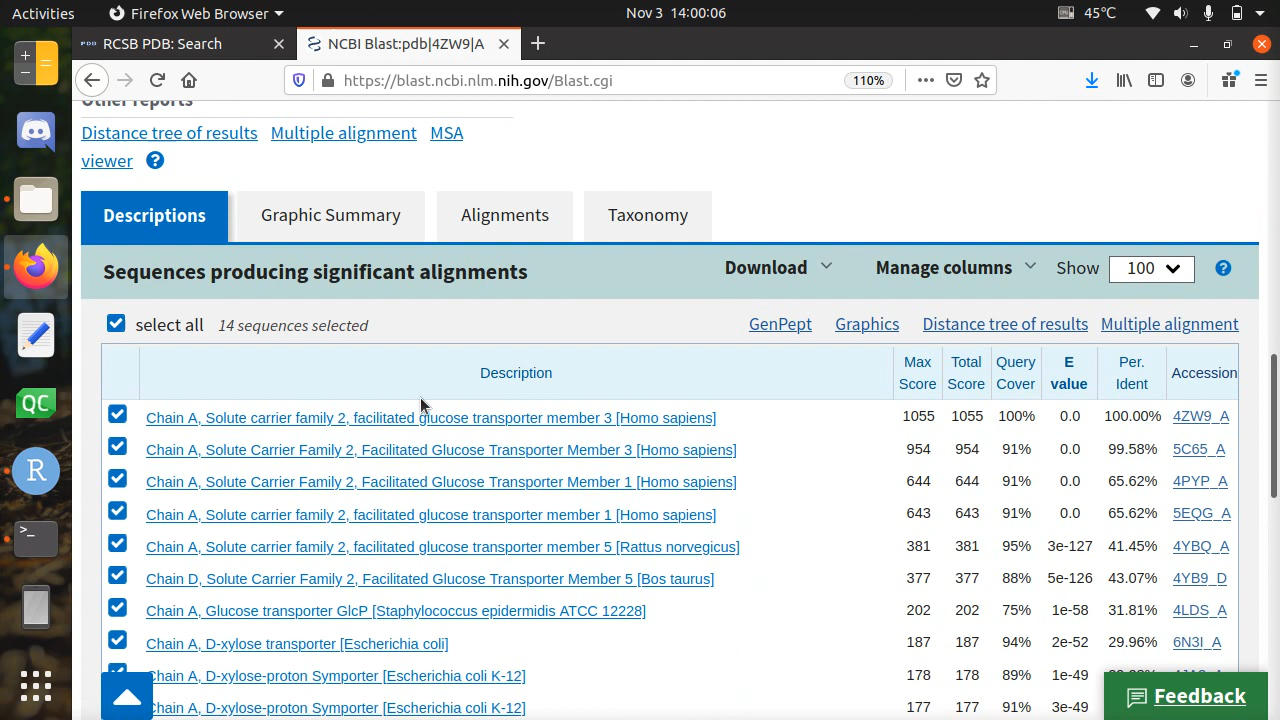 Activities Firefox Web Browser Nov 3 14:00:06 45°C
PDB RCSB PDB: Search × NCBI Blast:pdb|4ZW9|A × +
https://blast.ncbi.nlm.nih.gov/Blast.cgi 110%
Other reports
Distance tree of results Multiple alignment MSA
viewer ?
Descriptions Graphic Summary Alignments Taxonomy
Sequences producing significant alignments Download Manage columns Show 100 ?
select all 14 sequences selected GenPept Graphics Distance tree of results Multiple alignment
Description Max Score Total Score Query Cover E value Per. Ident Accession
Chain A, Solute carrier family 2, facilitated glucose transporter member 3 [Homo sapiens] 1055 1055 100% 0.0 100.00% 4ZW9_A
Chain A, Solute Carrier Family 2, Facilitated Glucose Transporter Member 3 [Homo sapiens] 954 954 91% 0.0 99.58% 5C65_A
Chain A, Solute Carrier Family 2, Facilitated Glucose Transporter Member 1 [Homo sapiens] 644 644 91% 0.0 65.62% 4PYP_A
Chain A, Solute carrier family 2, facilitated glucose transporter member 1 [Homo sapiens] 643 643 91% 0.0 65.62% 5EQG_A
Chain A, Solute carrier family 2, facilitated glucose transporter member 5 [Rattus norvegicus] 381 381 95% 3e-127 41.45% 4YBQ_A
Chain D, Solute Carrier Family 2, Facilitated Glucose Transporter Member 5 [Bos taurus] 377 377 88% 5e-126 43.07% 4YB9_D
Chain A, Glucose transporter GlcP [Staphylococcus epidermidis ATCC 12228] 202 202 75% 1e-58 31.81% 4LDS_A
Chain A, D-xylose transporter [Escherichia coli] 187 187 94% 2e-52 29.96% 6N3I_A
Chain A, D-xylose-proton Symporter [Escherichia coli K-12] 178 178 89% 1e-49
Chain A, D-xylose-proton Symporter [Escherichia coli K-12] 177 177 91% 3e-49
Feedback
QC
R
>_